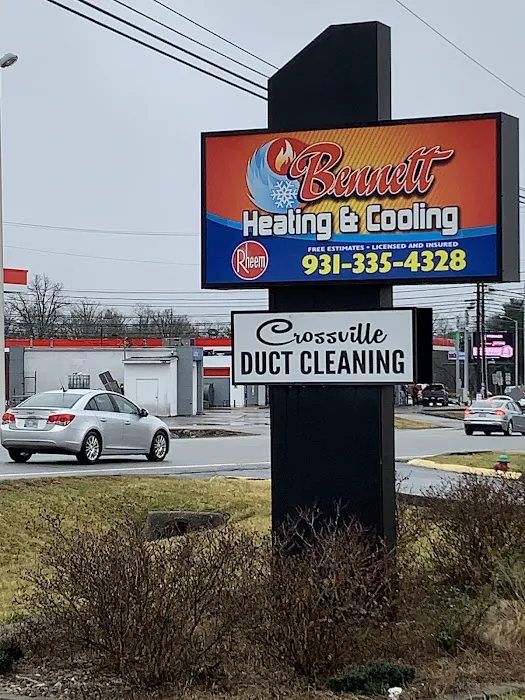 Bennett
Heating & Cooling
Rheem
FREE ESTIMATES • LICENSED AND INSURED
931-335-4328
Crossville
DUCT CLEANING